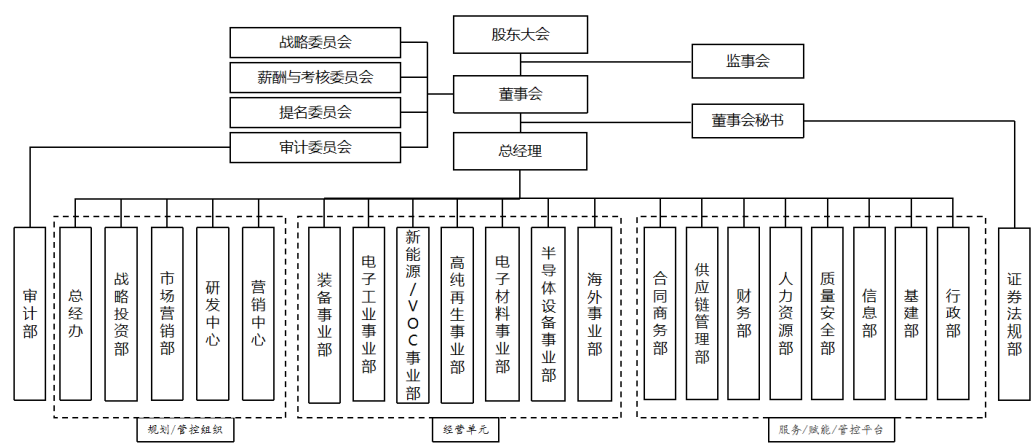 股东大会
战略委员会
监事会
薪酬与考核委员会
董事会
提名委员会
董事会秘书
审计委员会
总经理
审计部
总经办
战略投资部
市场营销部
研发中心
营销中心
装备事业部
电子工业事业部
新能源/VOC事业部
高纯再生事业部
电子材料事业部
半导体设备事业部
海外事业部
合同商务部
供应链管理部
财务部
人力资源部
质量安全部
信息部
基建部
行政部
证券法规部
规划/管控组织
经营单元
服务/赋能/管控平台